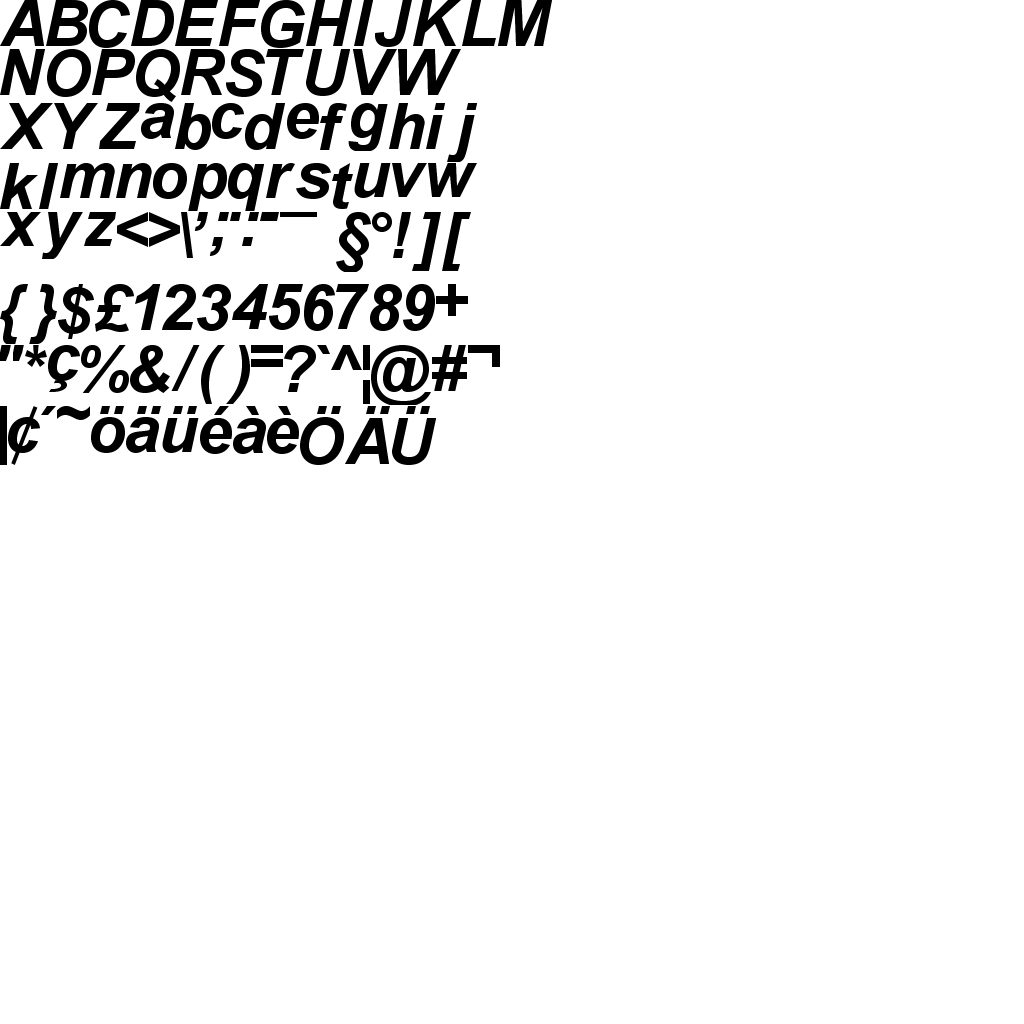 ABCDEFGHIJKLM
NOPQRSTUVW
XYZabcdefghij
klmnopqrstuvw
xyz<>\',;.:-¯§°!][
{}$£123456789+
"*ç%&/()=?`^¦@#¬
|¢´~öäüéàèÖÄÜ